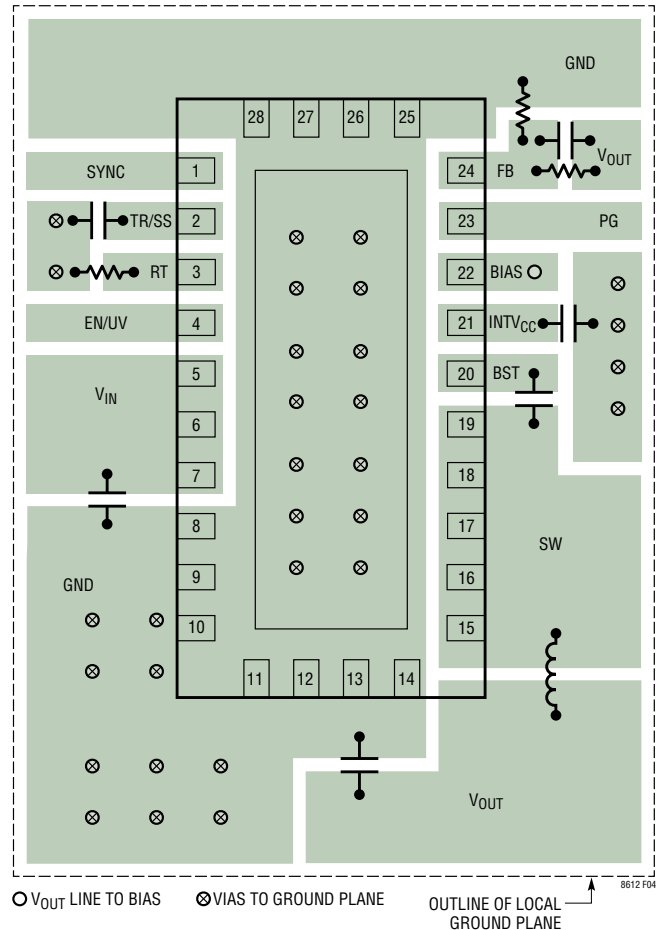 GND
28 27 26 25
SYNC 1 24 FB VOUT
TR/SS 2 23 PG
RT 3 22 BIAS
EN/UV 4 21 INTVCC
5 20 BST
VIN
6 19
7 18
8 17 SW
GND 9 16
10 15
11 12 13 14
VOUT
8612 F04
VOUT LINE TO BIAS VIAS TO GROUND PLANE OUTLINE OF LOCAL
GROUND PLANE